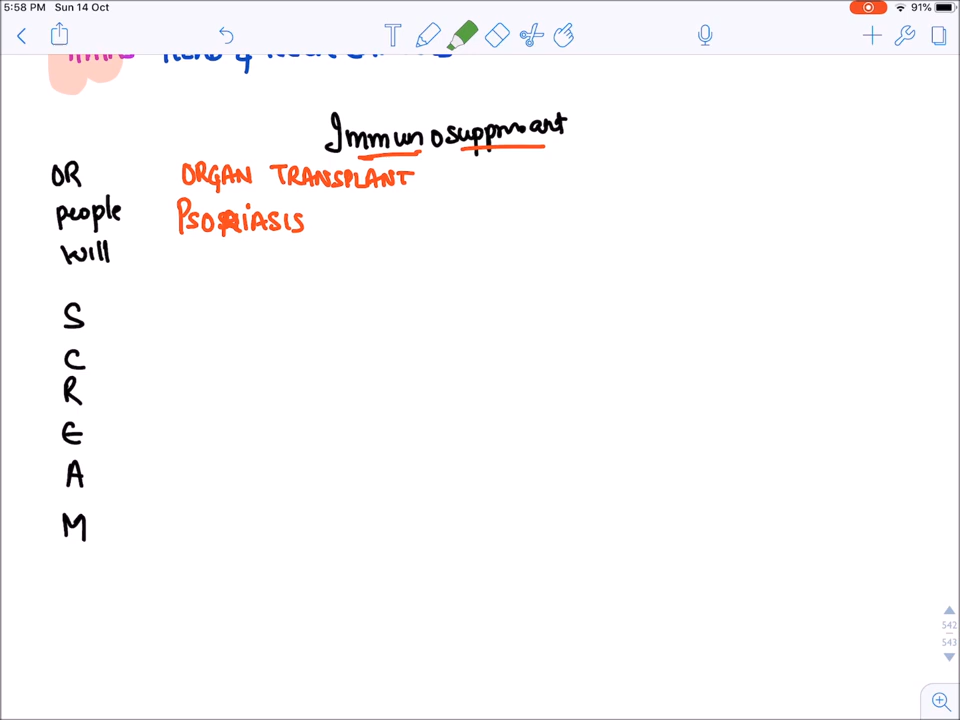 5:58 PM Sun 14 Oct 91%
T
Immunosuppressant
OR ORGAN TRANSPLANT
people PSORIASIS
will
S
C
R
E
A
M
542
543